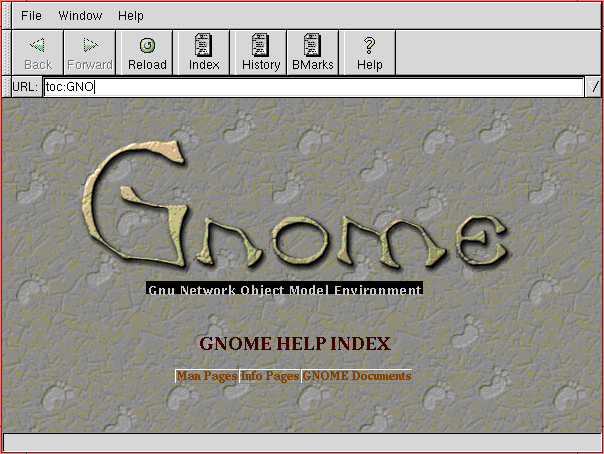 File Window Help
Back Forward Reload Index History BMarks Help
URL: toc:GNO
Gnome
Gnu Network Object Model Environment
GNOME HELP INDEX
Man Pages Info Pages GNOME Documents